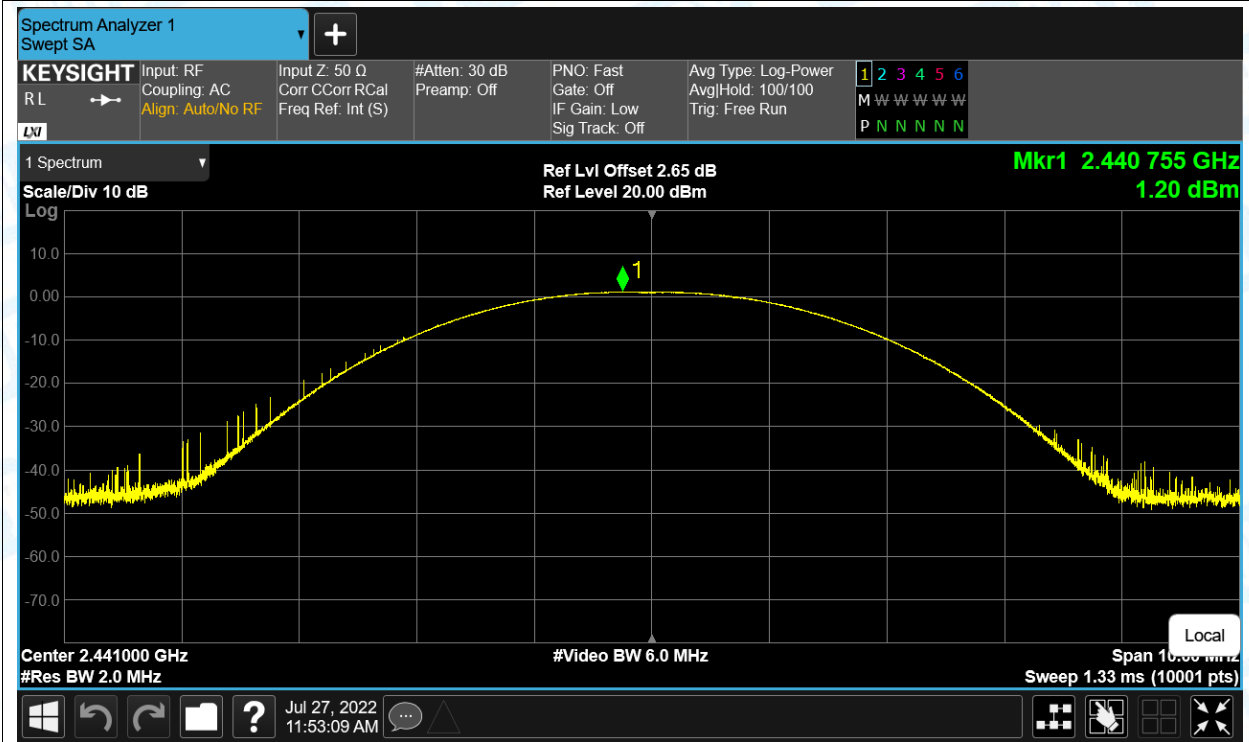 Spectrum Analyzer 1
Swept SA
KEYSIGHT
R L
LXI
Input: RF
Coupling: AC
Align: Auto/No RF
Input Z: 50 Ω
Corr CCorr RCal
Freq Ref: Int (S)
#Atten: 30 dB
Preamp: Off
PNO: Fast
Gate: Off
IF Gain: Low
Sig Track: Off
Avg Type: Log-Power
Avg|Hold: 100/100
Trig: Free Run
1 2 3 4 5 6
M W W W W W
P N N N N N
1 Spectrum
Scale/Div 10 dB
Log
Ref Lvl Offset 2.65 dB
Ref Level 20.00 dBm
Mkr1 2.440 755 GHz
1.20 dBm
1
10.0
0.00
-10.0
-20.0
-30.0
-40.0
-50.0
-60.0
-70.0
Local
Center 2.441000 GHz
#Video BW 6.0 MHz
Span 10.00 MHz
#Res BW 2.0 MHz
Sweep 1.33 ms (10001 pts)
?
Jul 27, 2022
11:53:09 AM